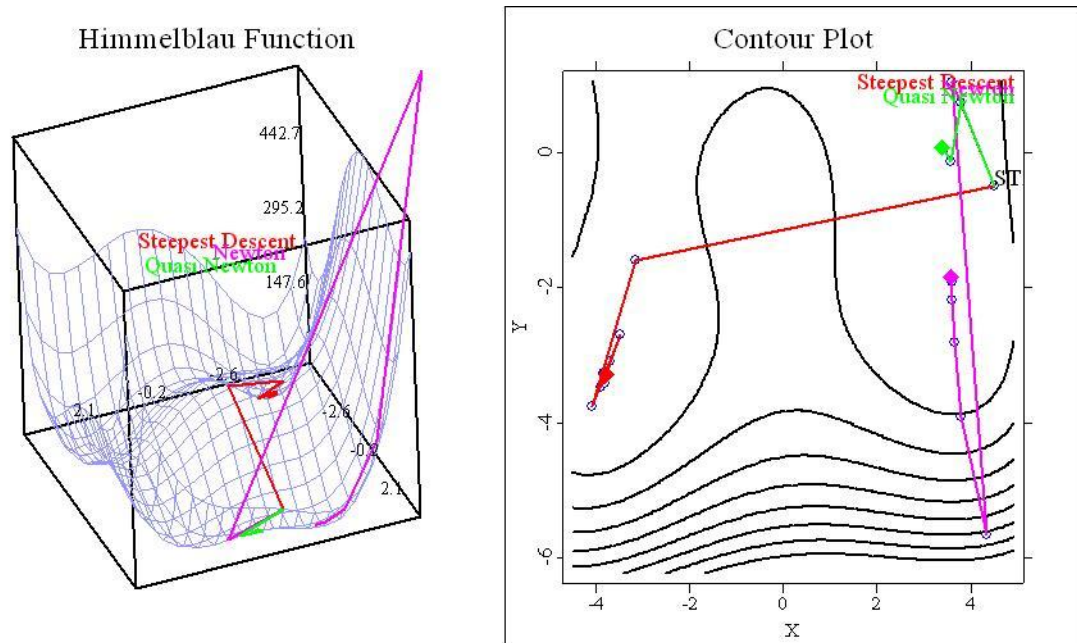 Himmelblau Function
442.7
295.2
147.6
Steepest Descent
Newton
Quasi Newton
-2.6
-0.2
2.1
-2.6
-0.2
2.1
Contour Plot
Steepest Descent
Newton
Quasi Newton
ST
0
-2
-4
-6
Y
-4
-2
0
2
4
X